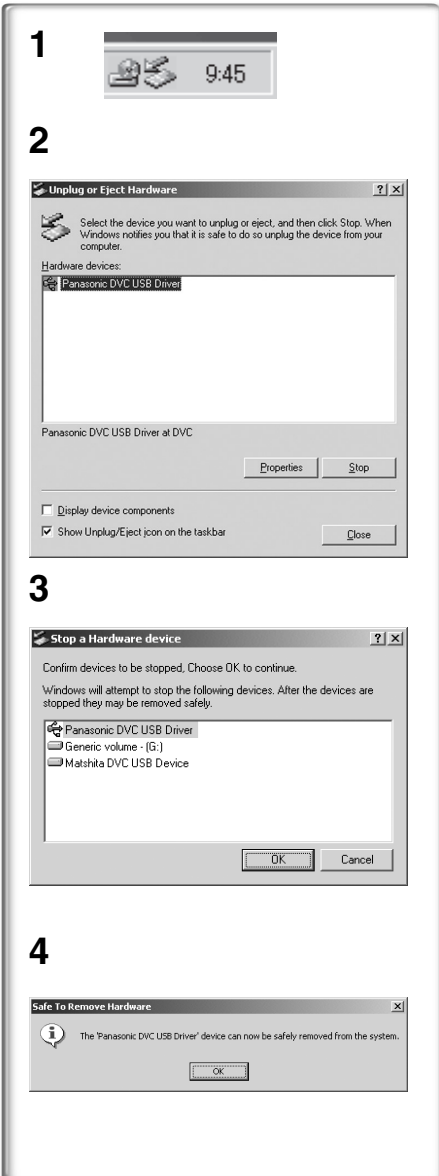 1
9:45
2
Unplug or Eject Hardware
Select the device you want to unplug or eject, and then click Stop. When
Windows notifies you that it is safe to do so unplug the device from your
computer.
Hardware devices:
Panasonic DVC USB Driver
Panasonic DVC USB Driver at DVC
Properties Stop
Display device components
Show Unplug/Eject icon on the taskbar
Close
3
Stop a Hardware device
Confirm devices to be stopped, Choose OK to continue.
Windows will attempt to stop the following devices. After the devices are
stopped they may be removed safely.
Panasonic DVC USB Driver
Generic volume - (G:)
Matshita DVC USB Device
OK Cancel
4
Safe To Remove Hardware
The 'Panasonic DVC USB Driver' device can now be safely removed from the system.
OK